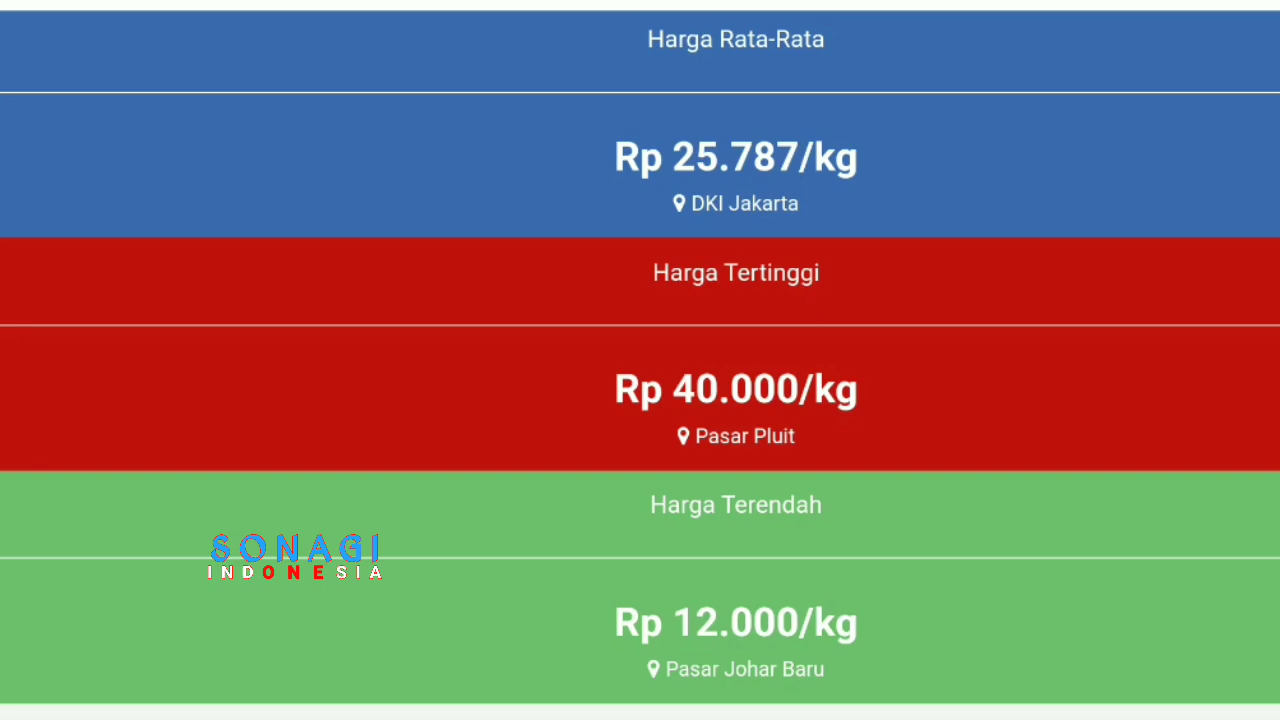 Harga Rata-Rata
Rp 25.787/kg
DKI Jakarta
Harga Tertinggi
Rp 40.000/kg
Pasar Pluit
Harga Terendah
SONAGI
INDONESIA
Rp 12.000/kg
Pasar Johar Baru